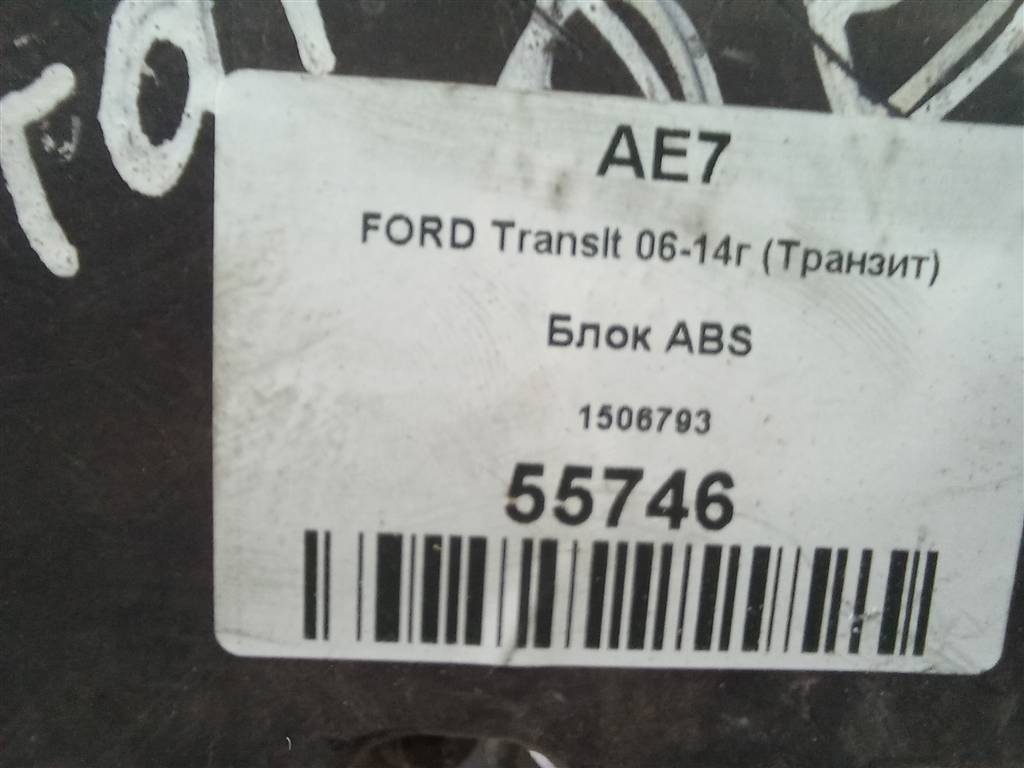 AE7
FORD TransIt 06-14г (Транзит)
Блок ABS
1506793
55746